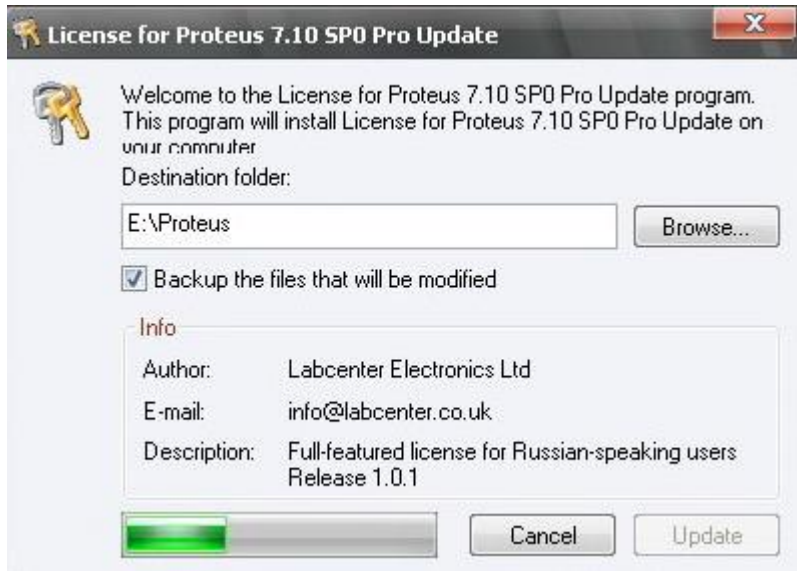 License for Proteus 7.10 SP0 Pro Update
Welcome to the License for Proteus 7.10 SP0 Pro Update program.
This program will install License for Proteus 7.10 SP0 Pro Update on
your computer
Destination folder:
E:\Proteus
Browse...
Backup the files that will be modified
Info
Author: Labcenter Electronics Ltd
E-mail: info@labcenter.co.uk
Description: Full-featured license for Russian-speaking users
Release 1.0.1
Cancel
Update